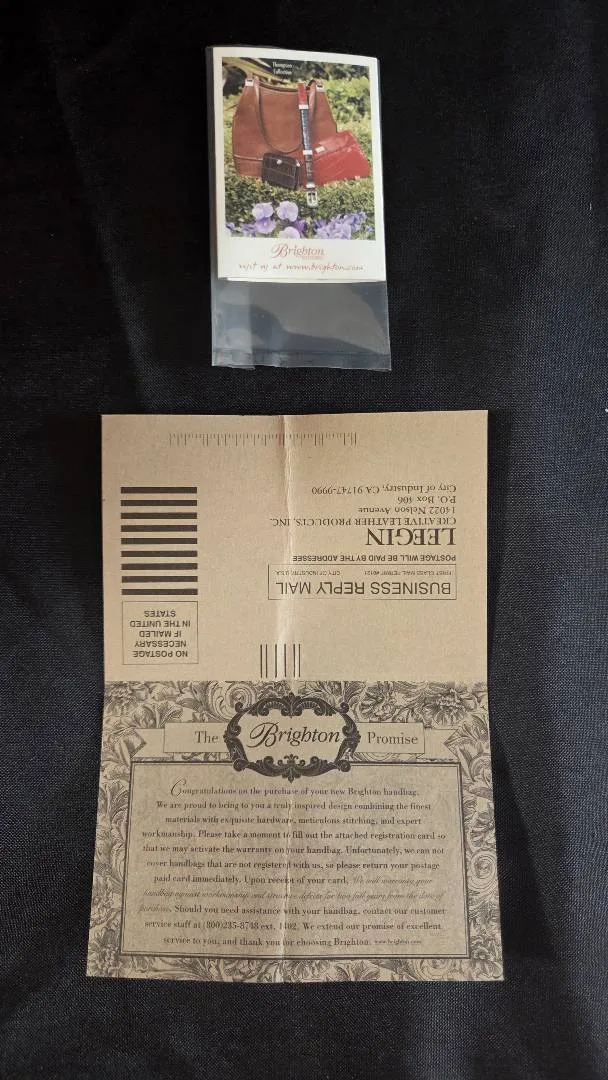 Thompson
Collection
Brighton
visit us at www.brighton.com
NO POSTAGE
NECESSARY
IF MAILED
IN THE UNITED
STATES
BUSINESS REPLY MAIL
FIRST CLASS MAIL PERMIT #6121 CITY OF INDUSTRY, U.S.A.
POSTAGE WILL BE PAID BY THE ADDRESSEE
LEEGIN
CREATIVE LEATHER PRODUCTS, INC.
14022 Nelson Avenue
P.O. Box 406
City of Industry, CA 91747-9990
The Brighton Promise
Congratulations on the purchase of your new Brighton handbag.
We are proud to bring to you a truly inspired design combining the finest
materials with exquisite hardware, meticulous stitching, and expert
workmanship. Please take a moment to fill out the attached registration card so
that we may activate the warranty on your handbag. Unfortunately, we can not
cover handbags that are not registered with us, so please return your postage
paid card immediately. Upon receipt of your card, We will warranty your
handbag against workmanship and structure defects for two full years from the date of
purchase. Should you need assistance with your handbag, contact our customer
service staff at (800)235-8748 ext. 1402. We extend our promise of excellent
service to you, and thank you for choosing Brighton. www.brighton.com